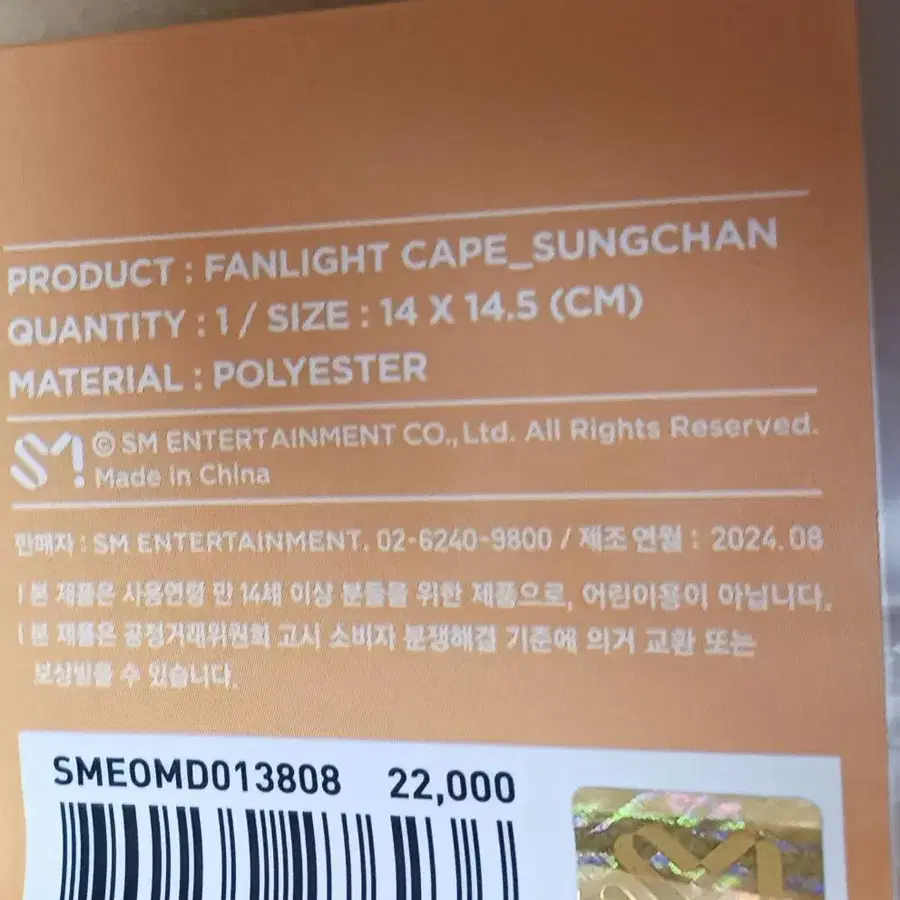 PRODUCT : FANLIGHT CAPE_SUNGCHAN
QUANTITY : 1 / SIZE : 14 X 14.5 (CM)
MATERIAL : POLYESTER
© SM ENTERTAINMENT CO., Ltd. All Rights Reserved.
Made in China
판매자 : SM ENTERTAINMENT. 02-6240-9800 / 제조 연월 : 2024. 08
| 본 제품은 사용연령 만 14세 이상 분들을 위한 제품으로, 어린이용이 아닙니다.
| 본 제품은 공정거래위원회 고시 소비자 분쟁해결 기준에 의거 교환 또는
보상받을 수 있습니다.
SMEOMD013808 22,000